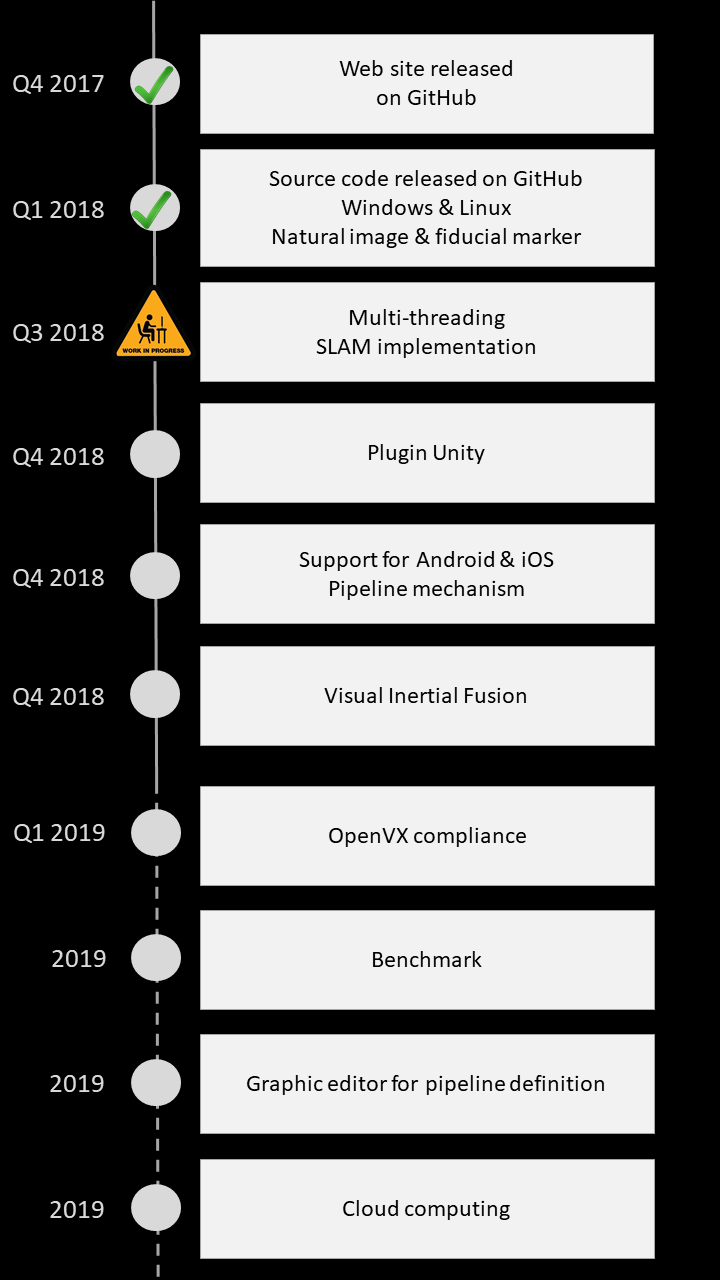 Q4 2017
Web site released
on GitHub
Q1 2018
Source code released on GitHub
Windows & Linux
Natural image & fiducial marker
Q3 2018
WORK IN PROGRESS
Multi-threading
SLAM implementation
Q4 2018
Plugin Unity
Q4 2018
Support for Android & iOS
Pipeline mechanism
Q4 2018
Visual Inertial Fusion
Q1 2019
OpenVX compliance
2019
Benchmark
2019
Graphic editor for pipeline definition
2019
Cloud computing